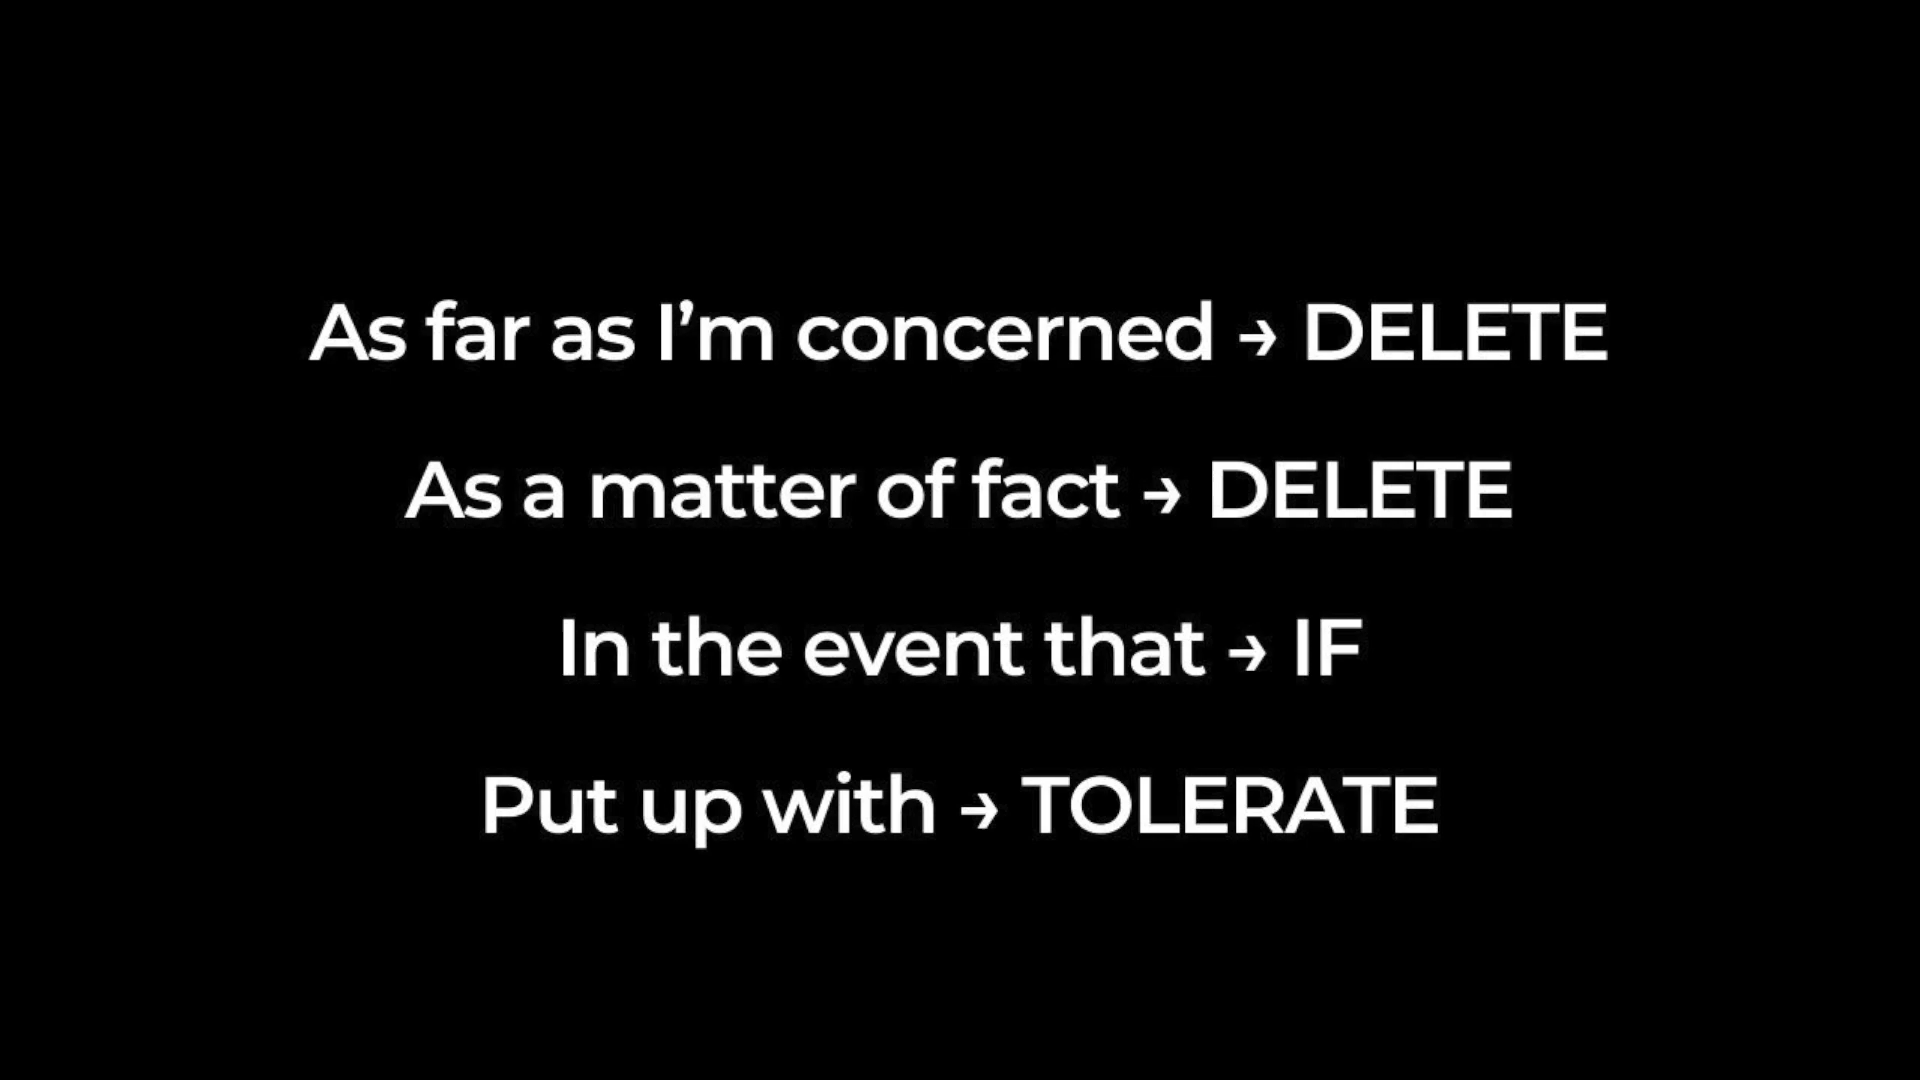 As far as I’m concerned → DELETE
As a matter of fact → DELETE
In the event that → IF
Put up with → TOLERATE